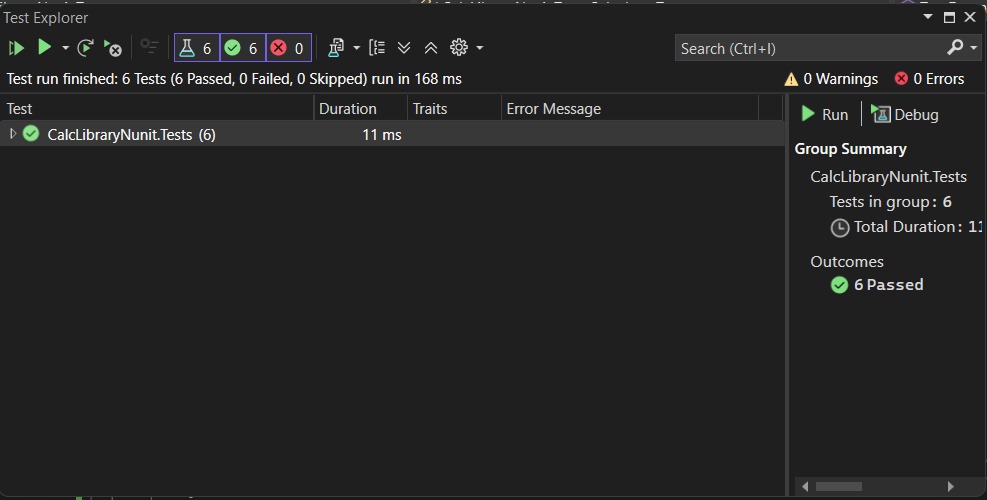 Test Explorer
6 6 0
Search (Ctrl+I)
Test run finished: 6 Tests (6 Passed, 0 Failed, 0 Skipped) run in 168 ms
0 Warnings 0 Errors
Test Duration Traits Error Message
CalcLibraryNunit.Tests (6) 11 ms
Run Debug
Group Summary
CalcLibraryNunit.Tests
Tests in group: 6
Total Duration: 11
Outcomes
6 Passed